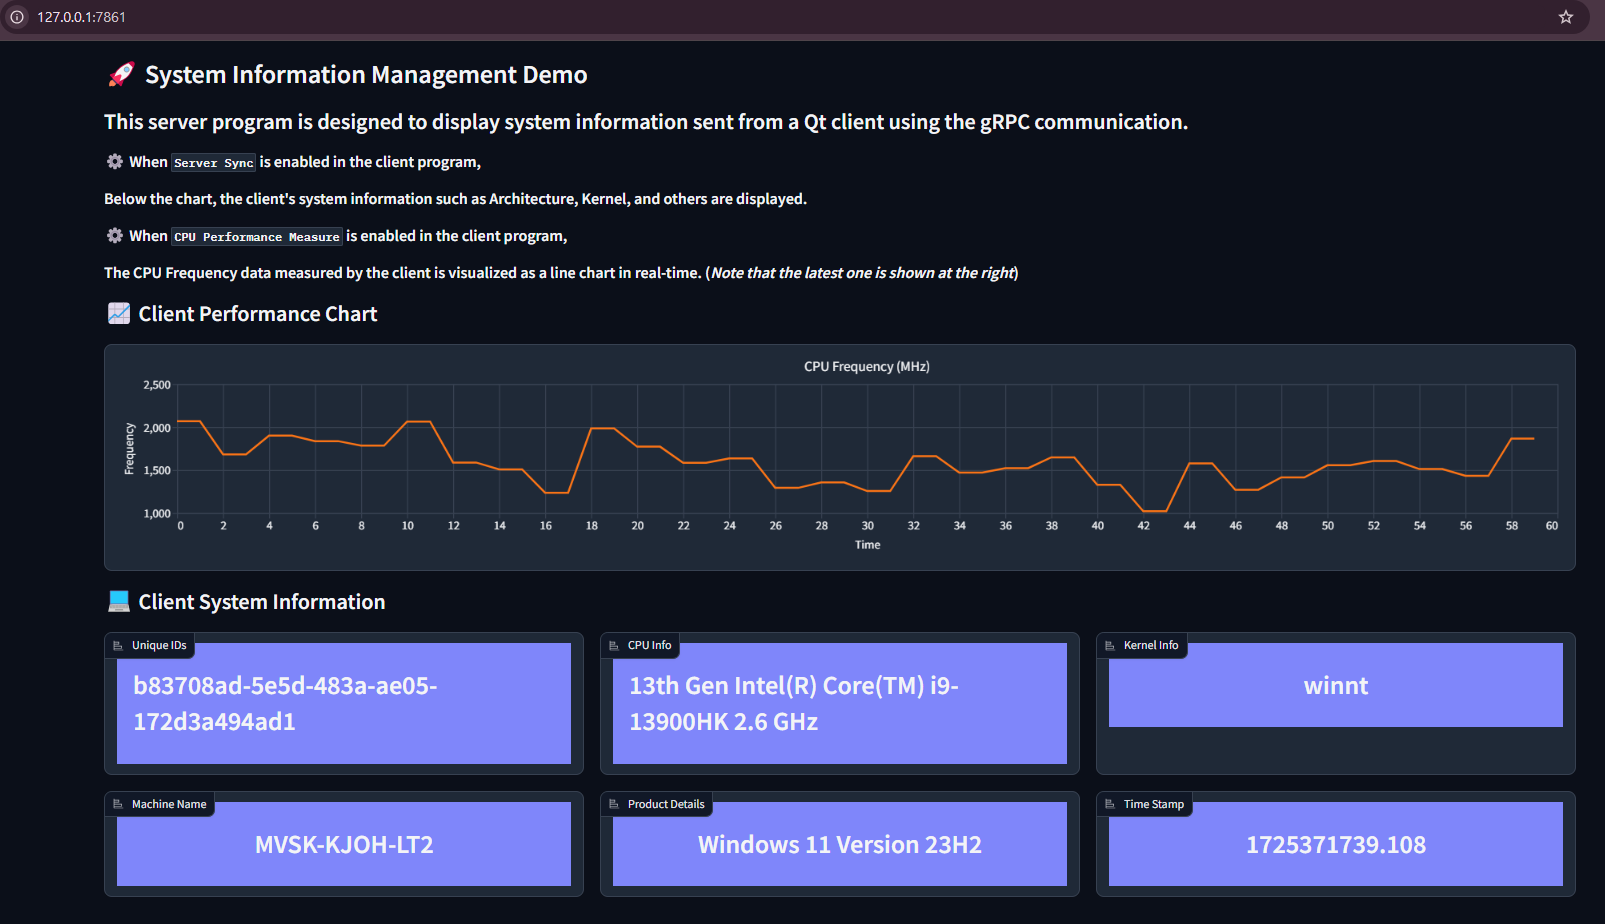 127.0.0.1:7861
System Information Management Demo
This server program is designed to display system information sent from a Qt client using the gRPC communication.
When Server Sync is enabled in the client program,
Below the chart, the client's system information such as Architecture, Kernel, and others are displayed.
When CPU Performance Measure is enabled in the client program,
The CPU Frequency data measured by the client is visualized as a line chart in real-time. (Note that the latest one is shown at the right)
Client Performance Chart
CPU Frequency (MHz)
2,500
2,000
1,500
1,000
Frequency
0 2 4 6 8 10 12 14 16 18 20 22 24 26 28 30 32 34 36 38 40 42 44 46 48 50 52 54 56 58 60
Time
Client System Information
Unique IDs
b83708ad-5e5d-483a-ae05-
172d3a494ad1
CPU Info
13th Gen Intel(R) Core(TM) i9-
13900HK 2.6 GHz
Kernel Info
winnt
Machine Name
MVSK-KJOH-LT2
Product Details
Windows 11 Version 23H2
Time Stamp
1725371739.108